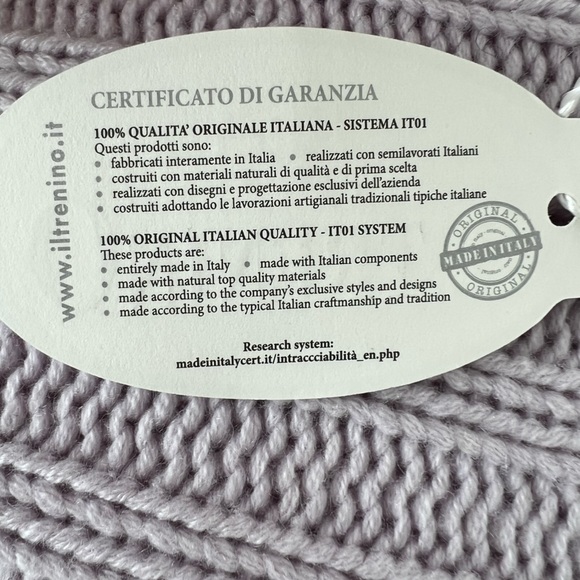 CERTIFICATO DI GARANZIA
100% QUALITA' ORIGINALE ITALIANA - SISTEMA IT01
Questi prodotti sono:
• fabbricati interamente in Italia • realizzati con semilavorati Italiani
• costruiti con materiali naturali di qualità e di prima scelta
• realizzati con disegni e progettazione esclusivi dell'azienda
• costruiti adottando le lavorazioni artigianali tradizionali tipiche italiane
100% ORIGINAL ITALIAN QUALITY - IT01 SYSTEM
These products are:
• entirely made in Italy • made with Italian components
• made with natural top quality materials
• made according to the company's exclusive styles and designs
• made according to the typical Italian craftmanship and tradition
Research system:
madeinitalycert.it/intraccciabilità_en.php
www.iltrenino.it
ORIGINAL
MADE IN ITALY
ORIGINAL